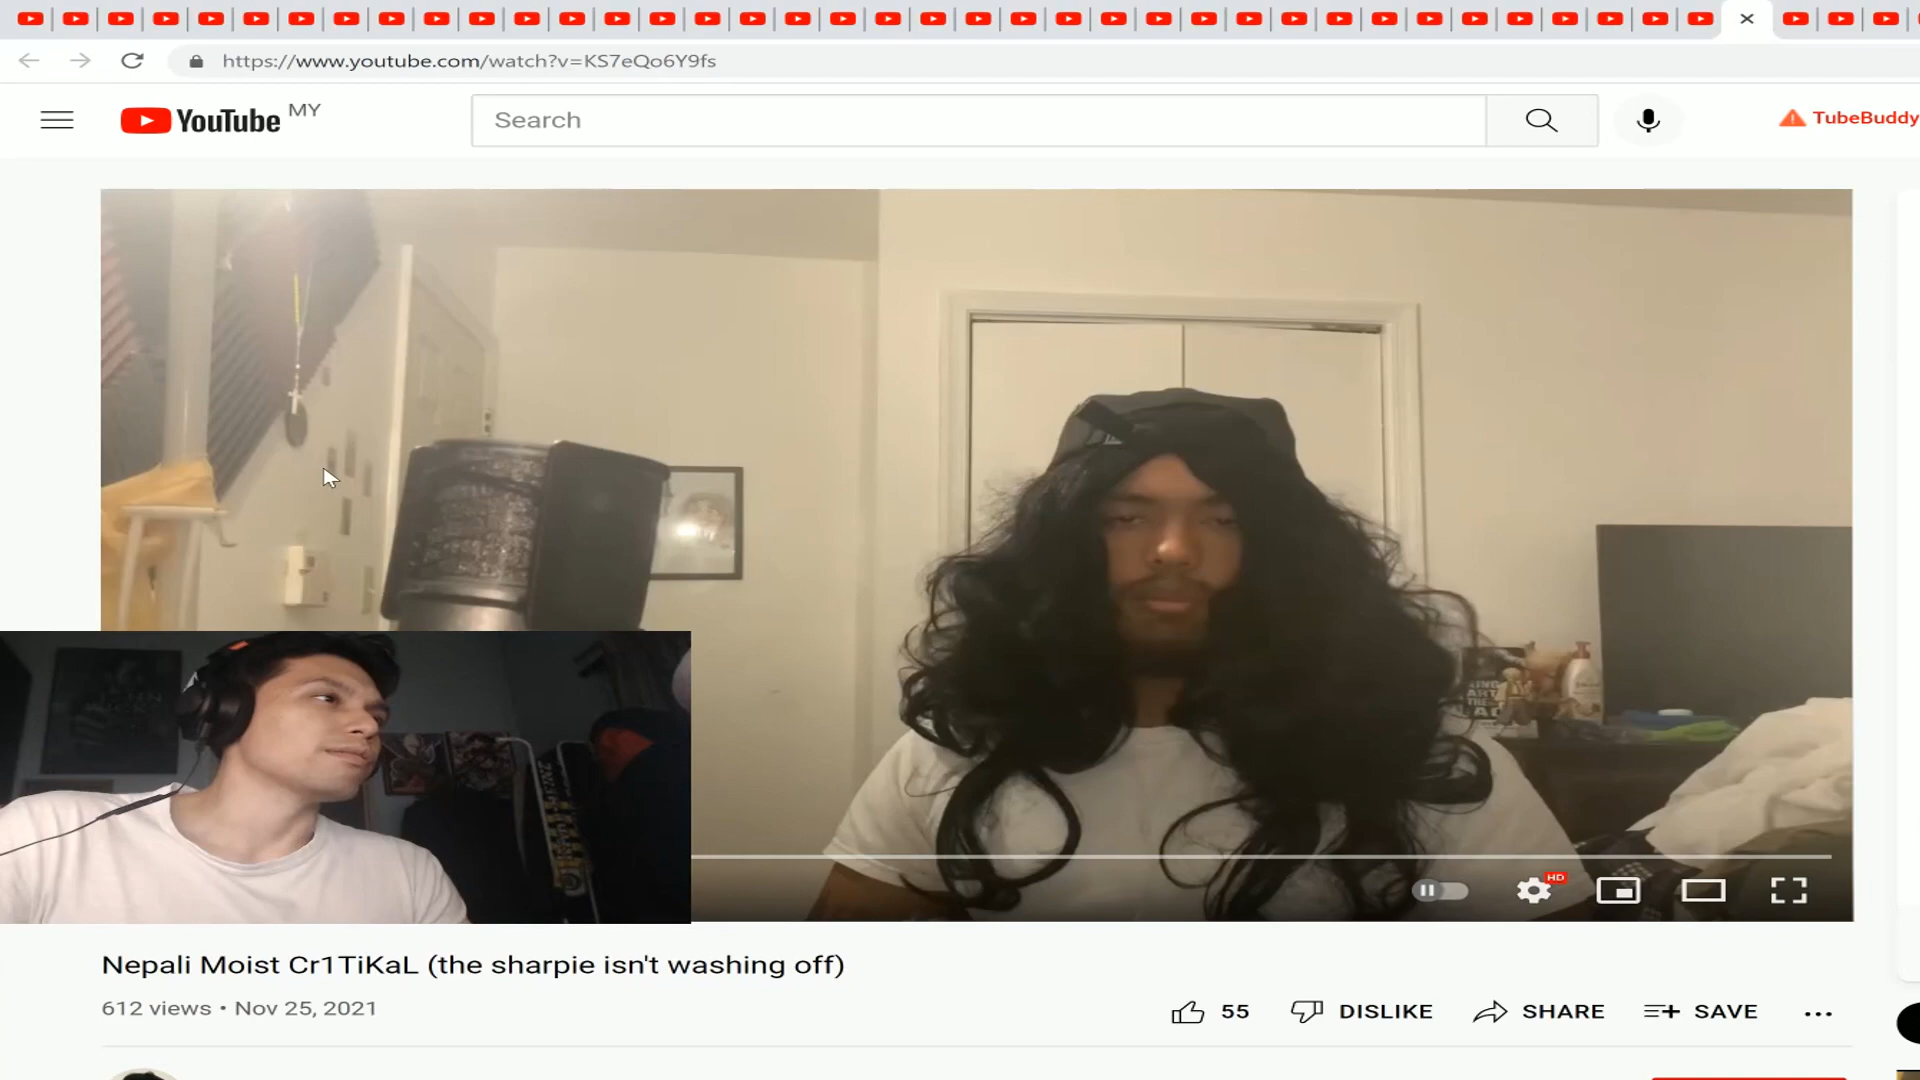 https://www.youtube.com/watch?v=KS7eQo6Y9fs
YouTube MY
Search
TubeBuddy
HD
Nepali Moist Cr1TiKaL (the sharpie isn't washing off)
612 views • Nov 25, 2021
55
DISLIKE
SHARE
SAVE